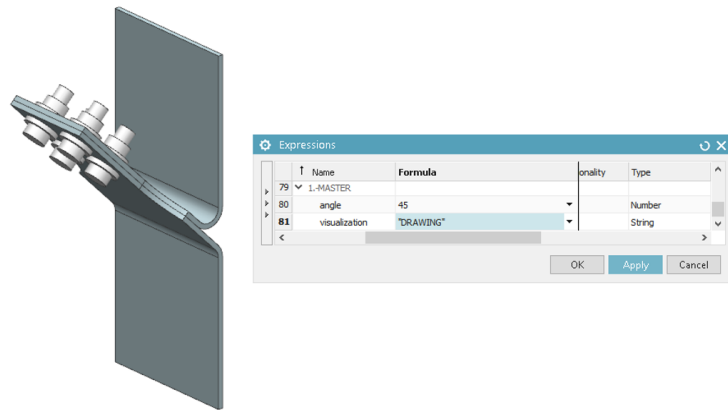 Expressions
↑ Name Formula onality Type
79 1.-MASTER
80 angle 45 Number
81 visualization "DRAWING" String
OK Apply Cancel